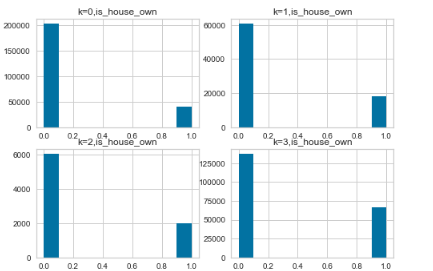 k=0,is_house_own
k=1,is_house_own
200000
150000
100000
50000
0
0.0 0.2 0.4 0.6 0.8 1.0
60000
40000
20000
0
0.0 0.2 0.4 0.6 0.8 1.0
k=2,is_house_own
k=3,is_house_own
6000
4000
2000
0
0.0 0.2 0.4 0.6 0.8 1.0
125000
100000
75000
50000
25000
0
0.0 0.2 0.4 0.6 0.8 1.0